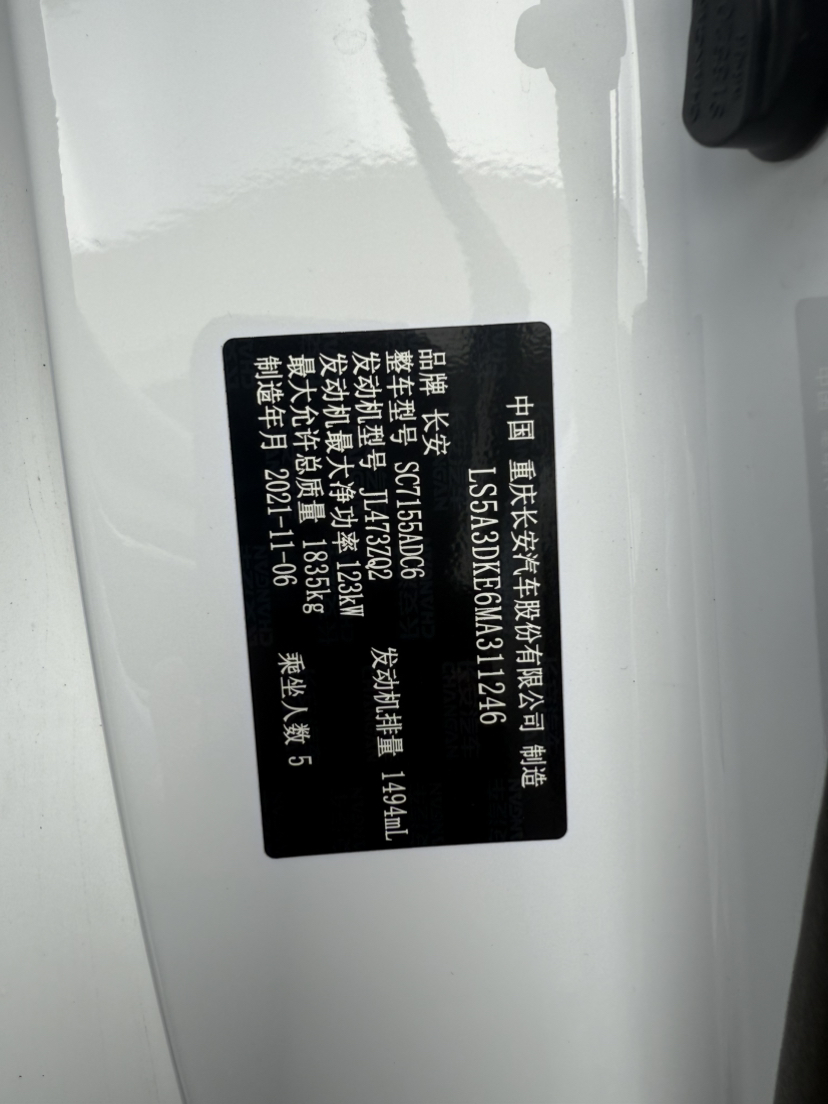 中国 重庆长安汽车股份有限公司 制造
LS5A3DKE6MA311246
品牌 长安
整车型号 SC7155ADC6
发动机型号 JL473ZQ2 发动机排量 1494mL
发动机最大净功率 123kW
最大允许总质量 1835kg
制造年月 2021-11-06 乘坐人数 5